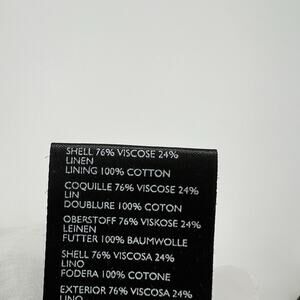 SHELL 76% VISCOSE 24%
LINEN
LINING 100% COTTON
COQUILLE 76% VISCOSE 24%
LIN
DOUBLURE 100% COTON
OBERSTOFF 76% VISKOSE 24%
LEINEN
FUTTER 100% BAUMWOLLE
SHELL 76% VISCOSA 24%
LINO
FODERA 100% COTONE
EXTERIOR 76% VISCOSA 24%
LINO